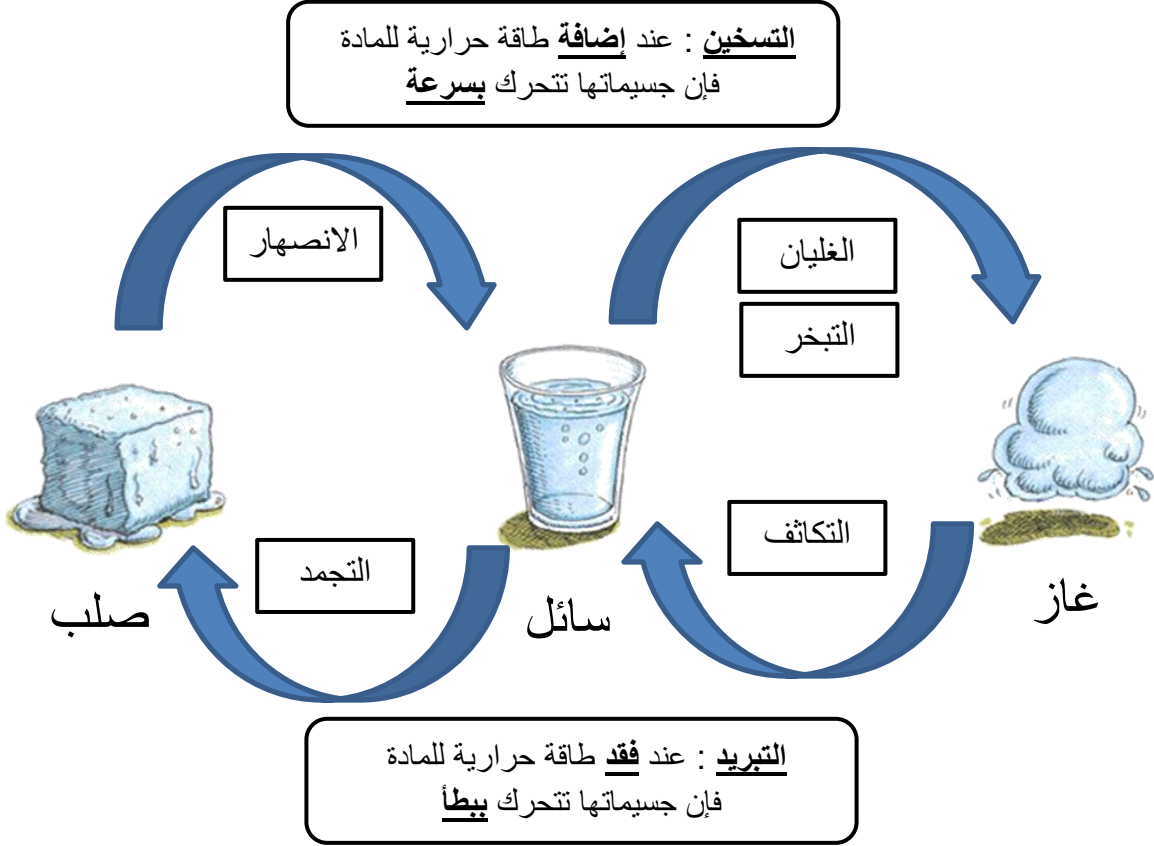 التسخين : عند إضافة طاقة حرارية للمادة
فإن جسيماتها تتحرك بسرعة
الانصهار
الغليان
التبخر
التكاثف
التجمد
غاز
سائل
صلب
التبريد : عند فقد طاقة حرارية للمادة
فإن جسيماتها تتحرك ببطأ